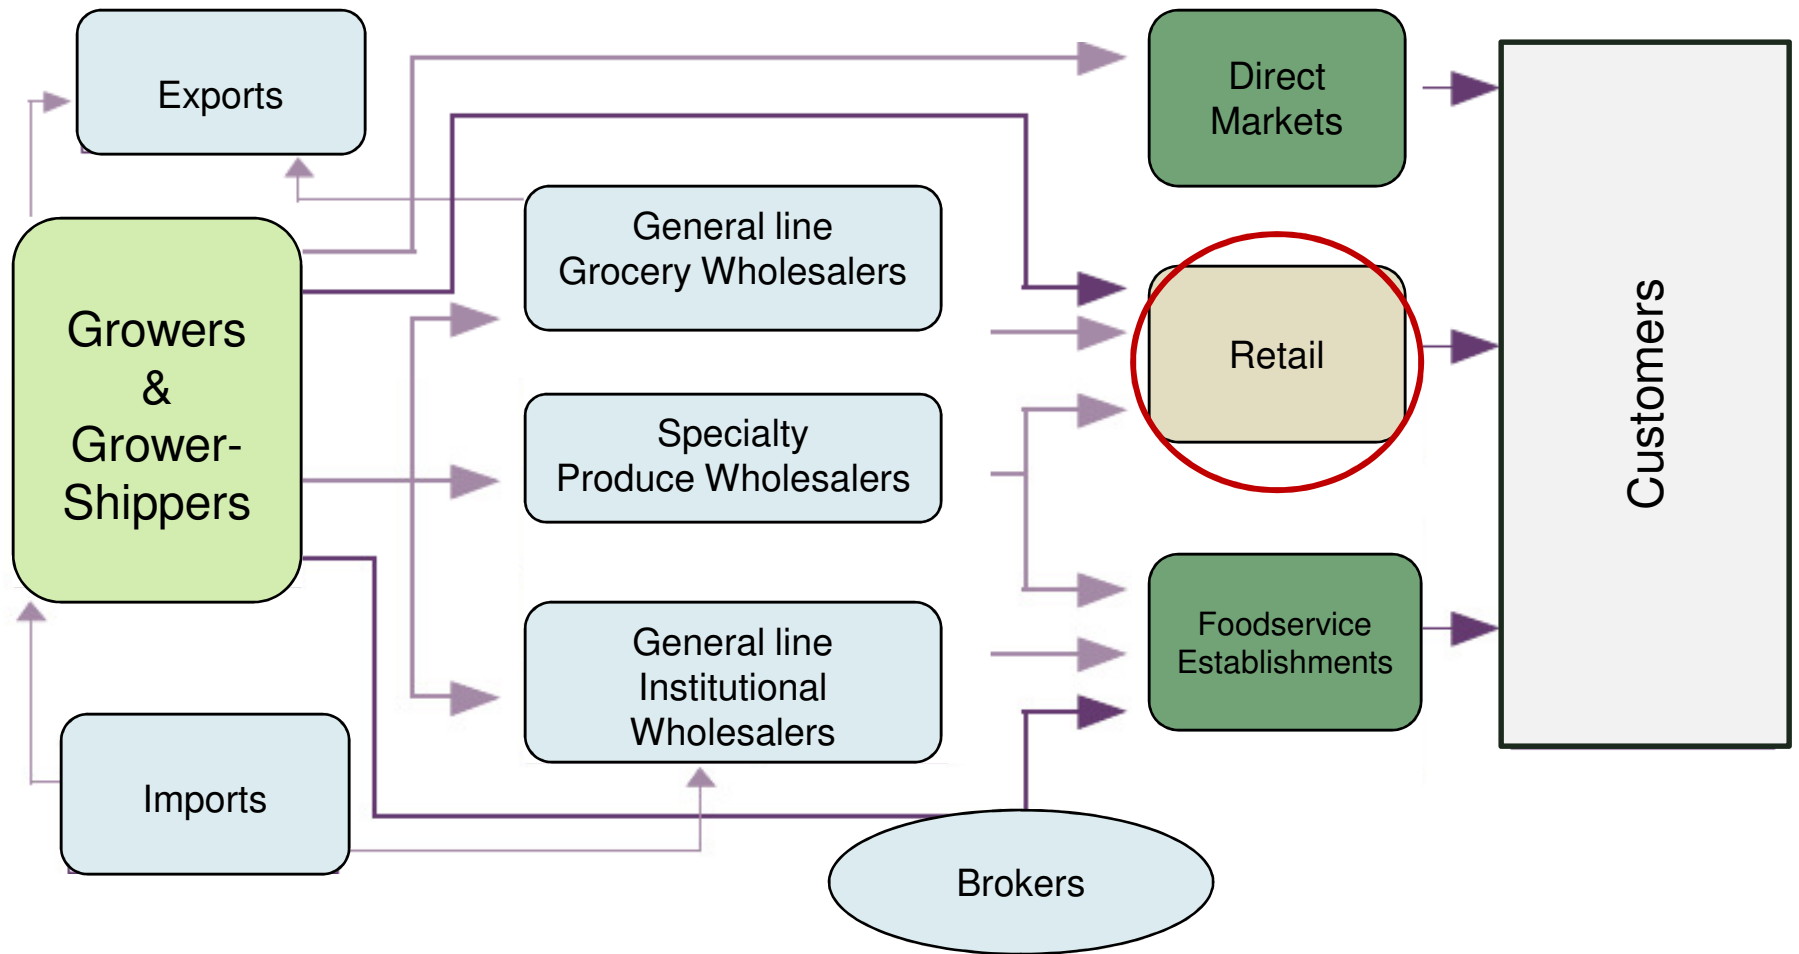 Exports
Direct
Markets
General line
Grocery Wholesalers
Growers
&
Grower-
Shippers
Retail
Customers
Specialty
Produce Wholesalers
General line
Institutional
Wholesalers
Foodservice
Establishments
Imports
Brokers